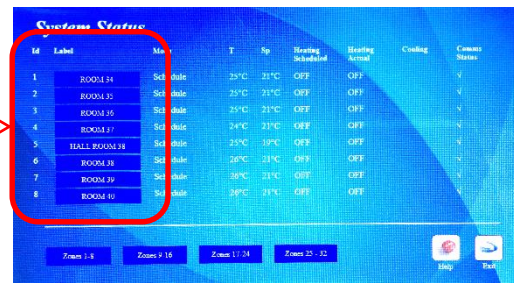 System Status
Id Label Mode T Sp Heating Scheduled Heating Actual Cooling Comms Status
1 ROOM 34 Schedule 25°C 21°C OFF OFF √
2 ROOM 35 Schedule 25°C 21°C OFF OFF √
3 ROOM 36 Schedule 25°C 21°C OFF OFF √
4 ROOM 37 Schedule 24°C 21°C OFF OFF √
5 HALL ROOM 38 Schedule 25°C 19°C OFF OFF √
6 ROOM 38 Schedule 26°C 21°C OFF OFF √
7 ROOM 39 Schedule 26°C 21°C OFF OFF √
8 ROOM 40 Schedule 26°C 21°C OFF OFF √
Zones 1-8 Zones 9-16 Zones 17-24 Zones 25 - 32
Help Exit